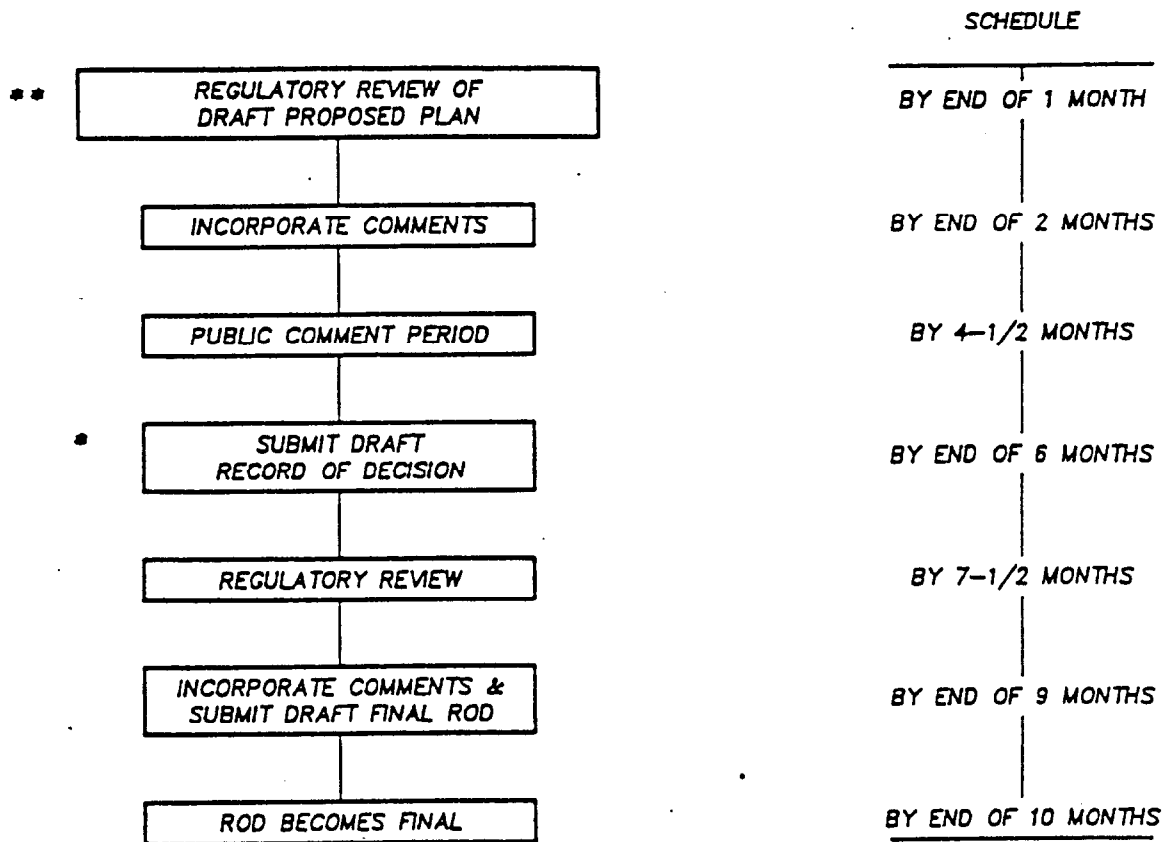 SCHEDULE
** REGULATORY REVIEW OF
DRAFT PROPOSED PLAN
BY END OF 1 MONTH
INCORPORATE COMMENTS
BY END OF 2 MONTHS
PUBLIC COMMENT PERIOD
BY 4-1/2 MONTHS
* SUBMIT DRAFT
RECORD OF DECISION
BY END OF 6 MONTHS
REGULATORY REVIEW
BY 7-1/2 MONTHS
INCORPORATE COMMENTS &
SUBMIT DRAFT FINAL ROD
BY END OF 9 MONTHS
ROD BECOMES FINAL
BY END OF 10 MONTHS